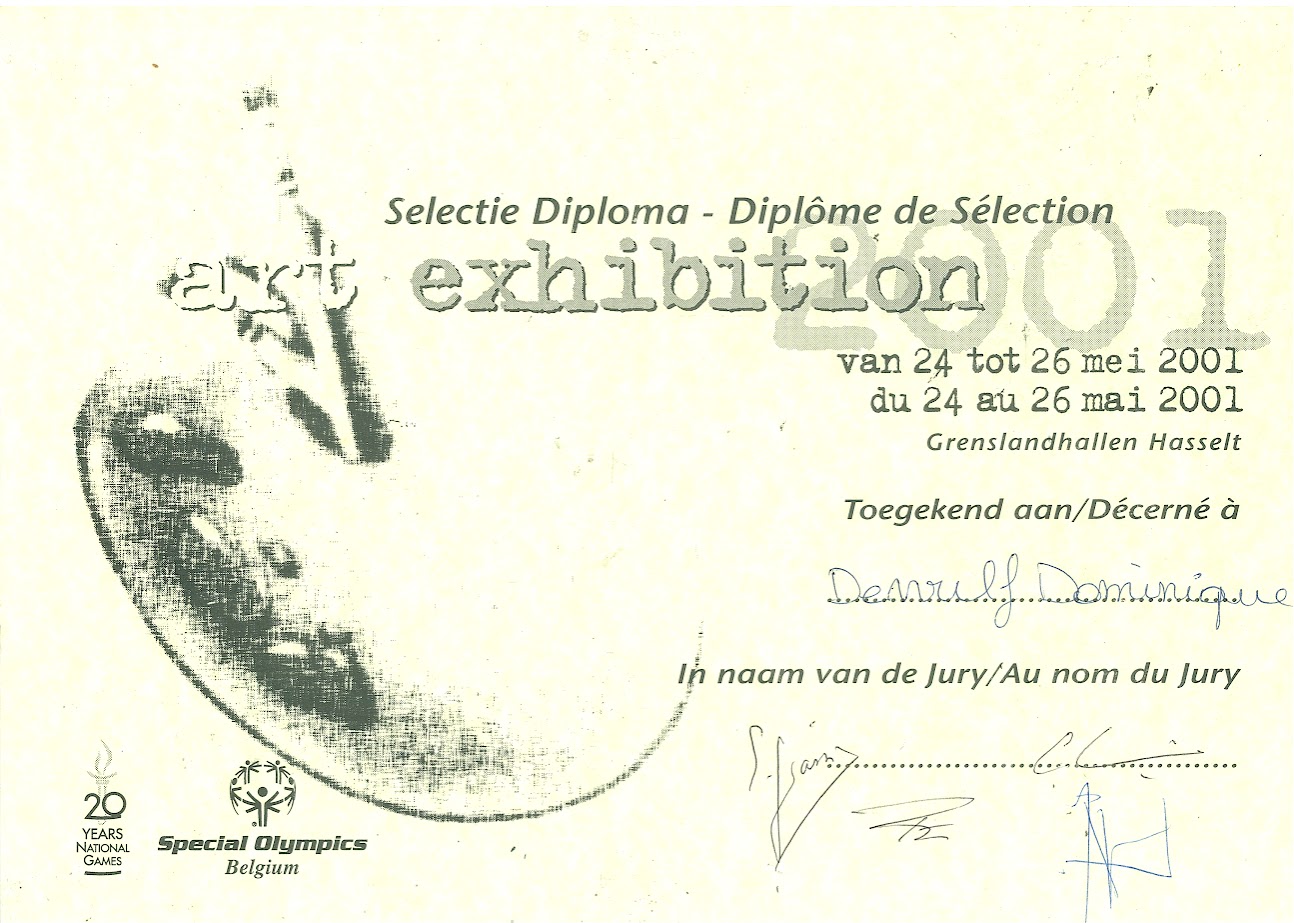 Selectie Diploma - Diplôme de Sélection
art exhibition 2001
van 24 tot 26 mei 2001
du 24 au 26 mai 2001
Grenslandhallen Hasselt
Toegekend aan/Décerné à
Dewulf Dominique
In naam van de Jury/Au nom du Jury
20
YEARS
NATIONAL
GAMES
Special Olympics
Belgium